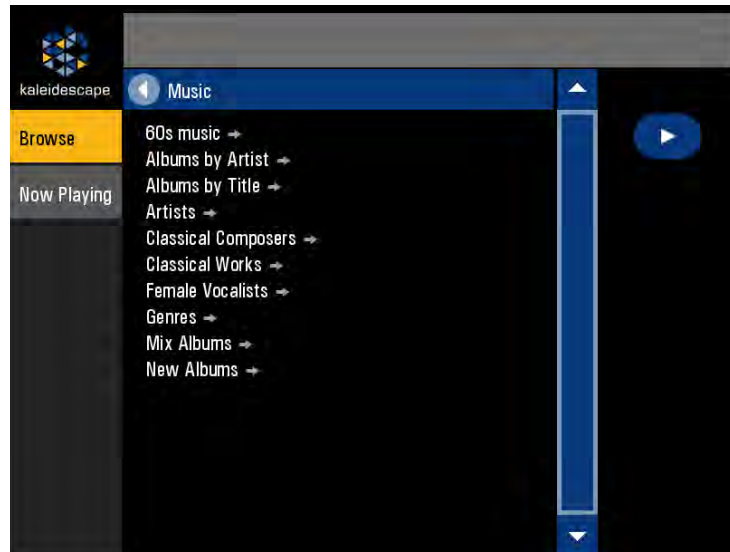 kaleidescape
Music
Browse
Now Playing
60s music
Albums by Artist
Albums by Title
Artists
Classical Composers
Classical Works
Female Vocalists
Genres
Mix Albums
New Albums